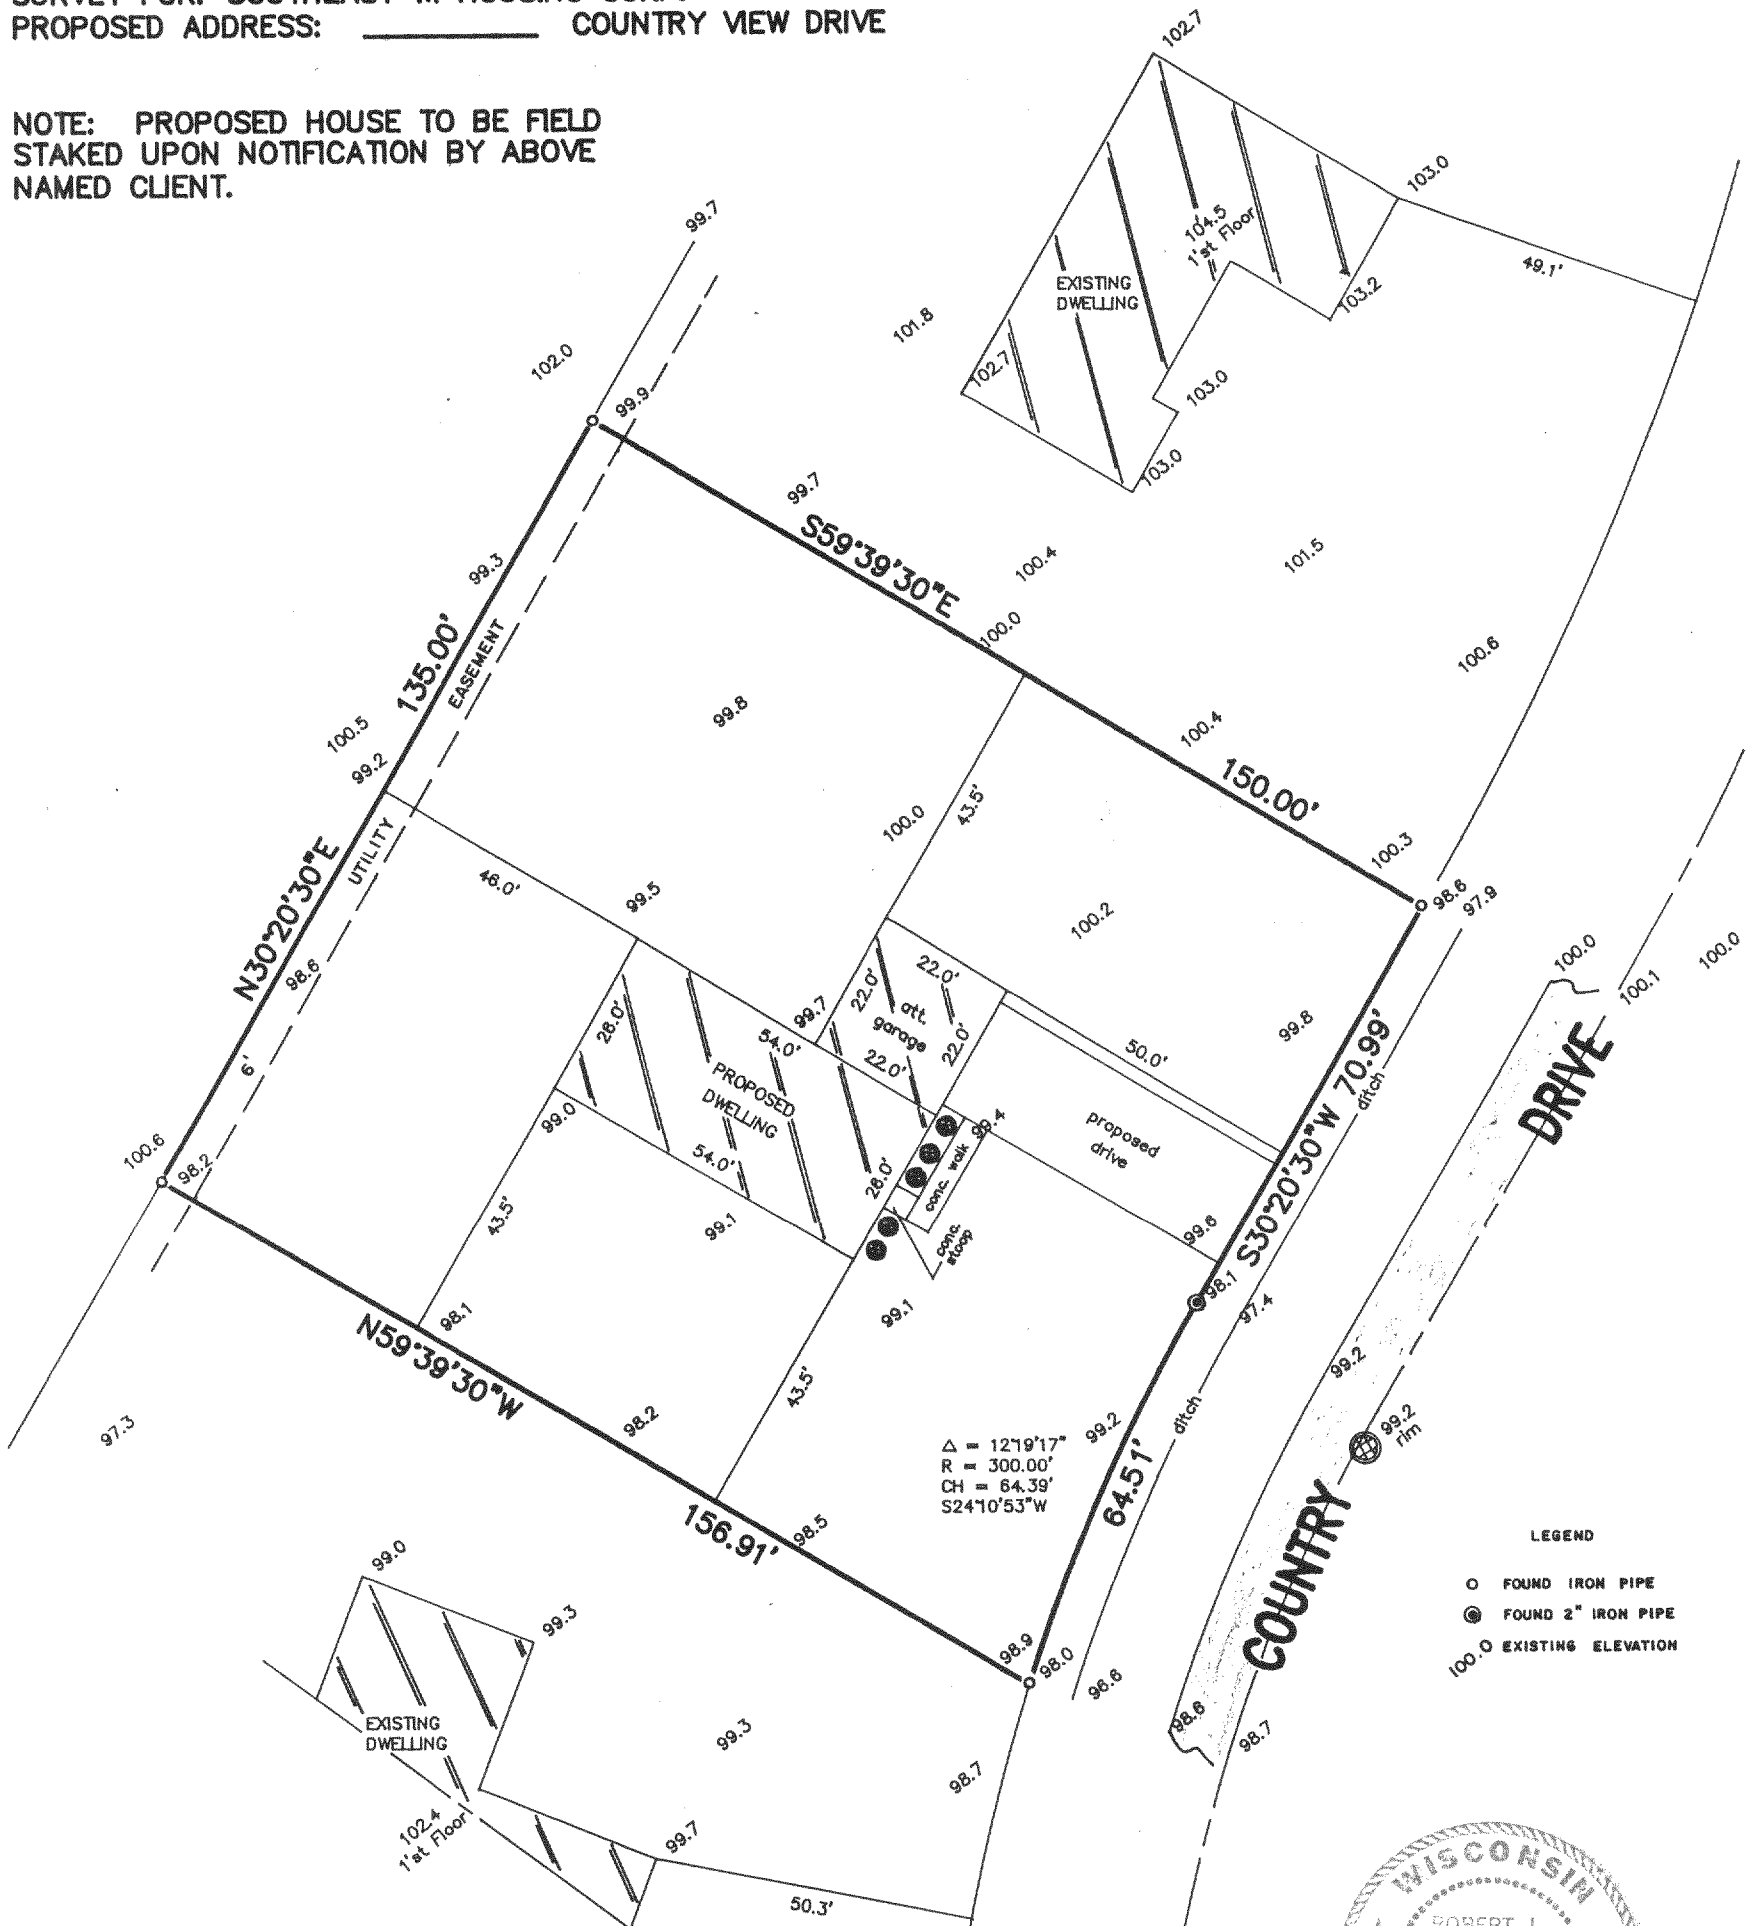 PROPOSED ADDRESS: COUNTRY VIEW DRIVE
NOTE: PROPOSED HOUSE TO BE FIELD
STAKED UPON NOTIFICATION BY ABOVE
NAMED CLIENT.
102.7
103.0
99.7
104.5
1'st Floor
49.1'
EXISTING
DWELLING
103.2
101.8
102.0
102.7
103.0
99.9
103.0
99.7
S59°39'30"E
100.4
101.5
99.3
100.0
135.00'
EASEMENT
100.6
99.8
100.5
99.2
100.4
150.00'
43.5'
100.0
UTILITY
N30°20'30"E
100.3
46.0'
99.5
98.6
97.9
100.2
98.6
22.0'
22.0'
att.
garage
22.0'
22.0'
100.0
100.0
100.1
99.7
28.0'
54.0'
99.8
50.0'
6'
PROPOSED
DWELLING
54.0'
99.0
99.4
proposed
drive
S30°20'30"W 70.99'
ditch
DRIVE
100.6
98.2
28.0'
conc. walk
conc.
stoop
43.5'
99.1
99.6
98.1
97.4
98.1
99.1
N59°39'30"W
43.5'
99.2
97.3
98.2
99.2
ditch
99.2
rim
Δ = 12°19'17"
R = 300.00'
CH = 64.39'
S24°10'53"W
64.51'
156.91'
98.5
COUNTRY
99.0
99.3
98.9
98.0
96.6
LEGEND
FOUND IRON PIPE
FOUND 2" IRON PIPE
100.0 EXISTING ELEVATION
EXISTING
DWELLING
99.3
98.6
98.7
98.7
102.4
1'st Floor
99.7
50.3'
WISCONSIN
ROBERT J.